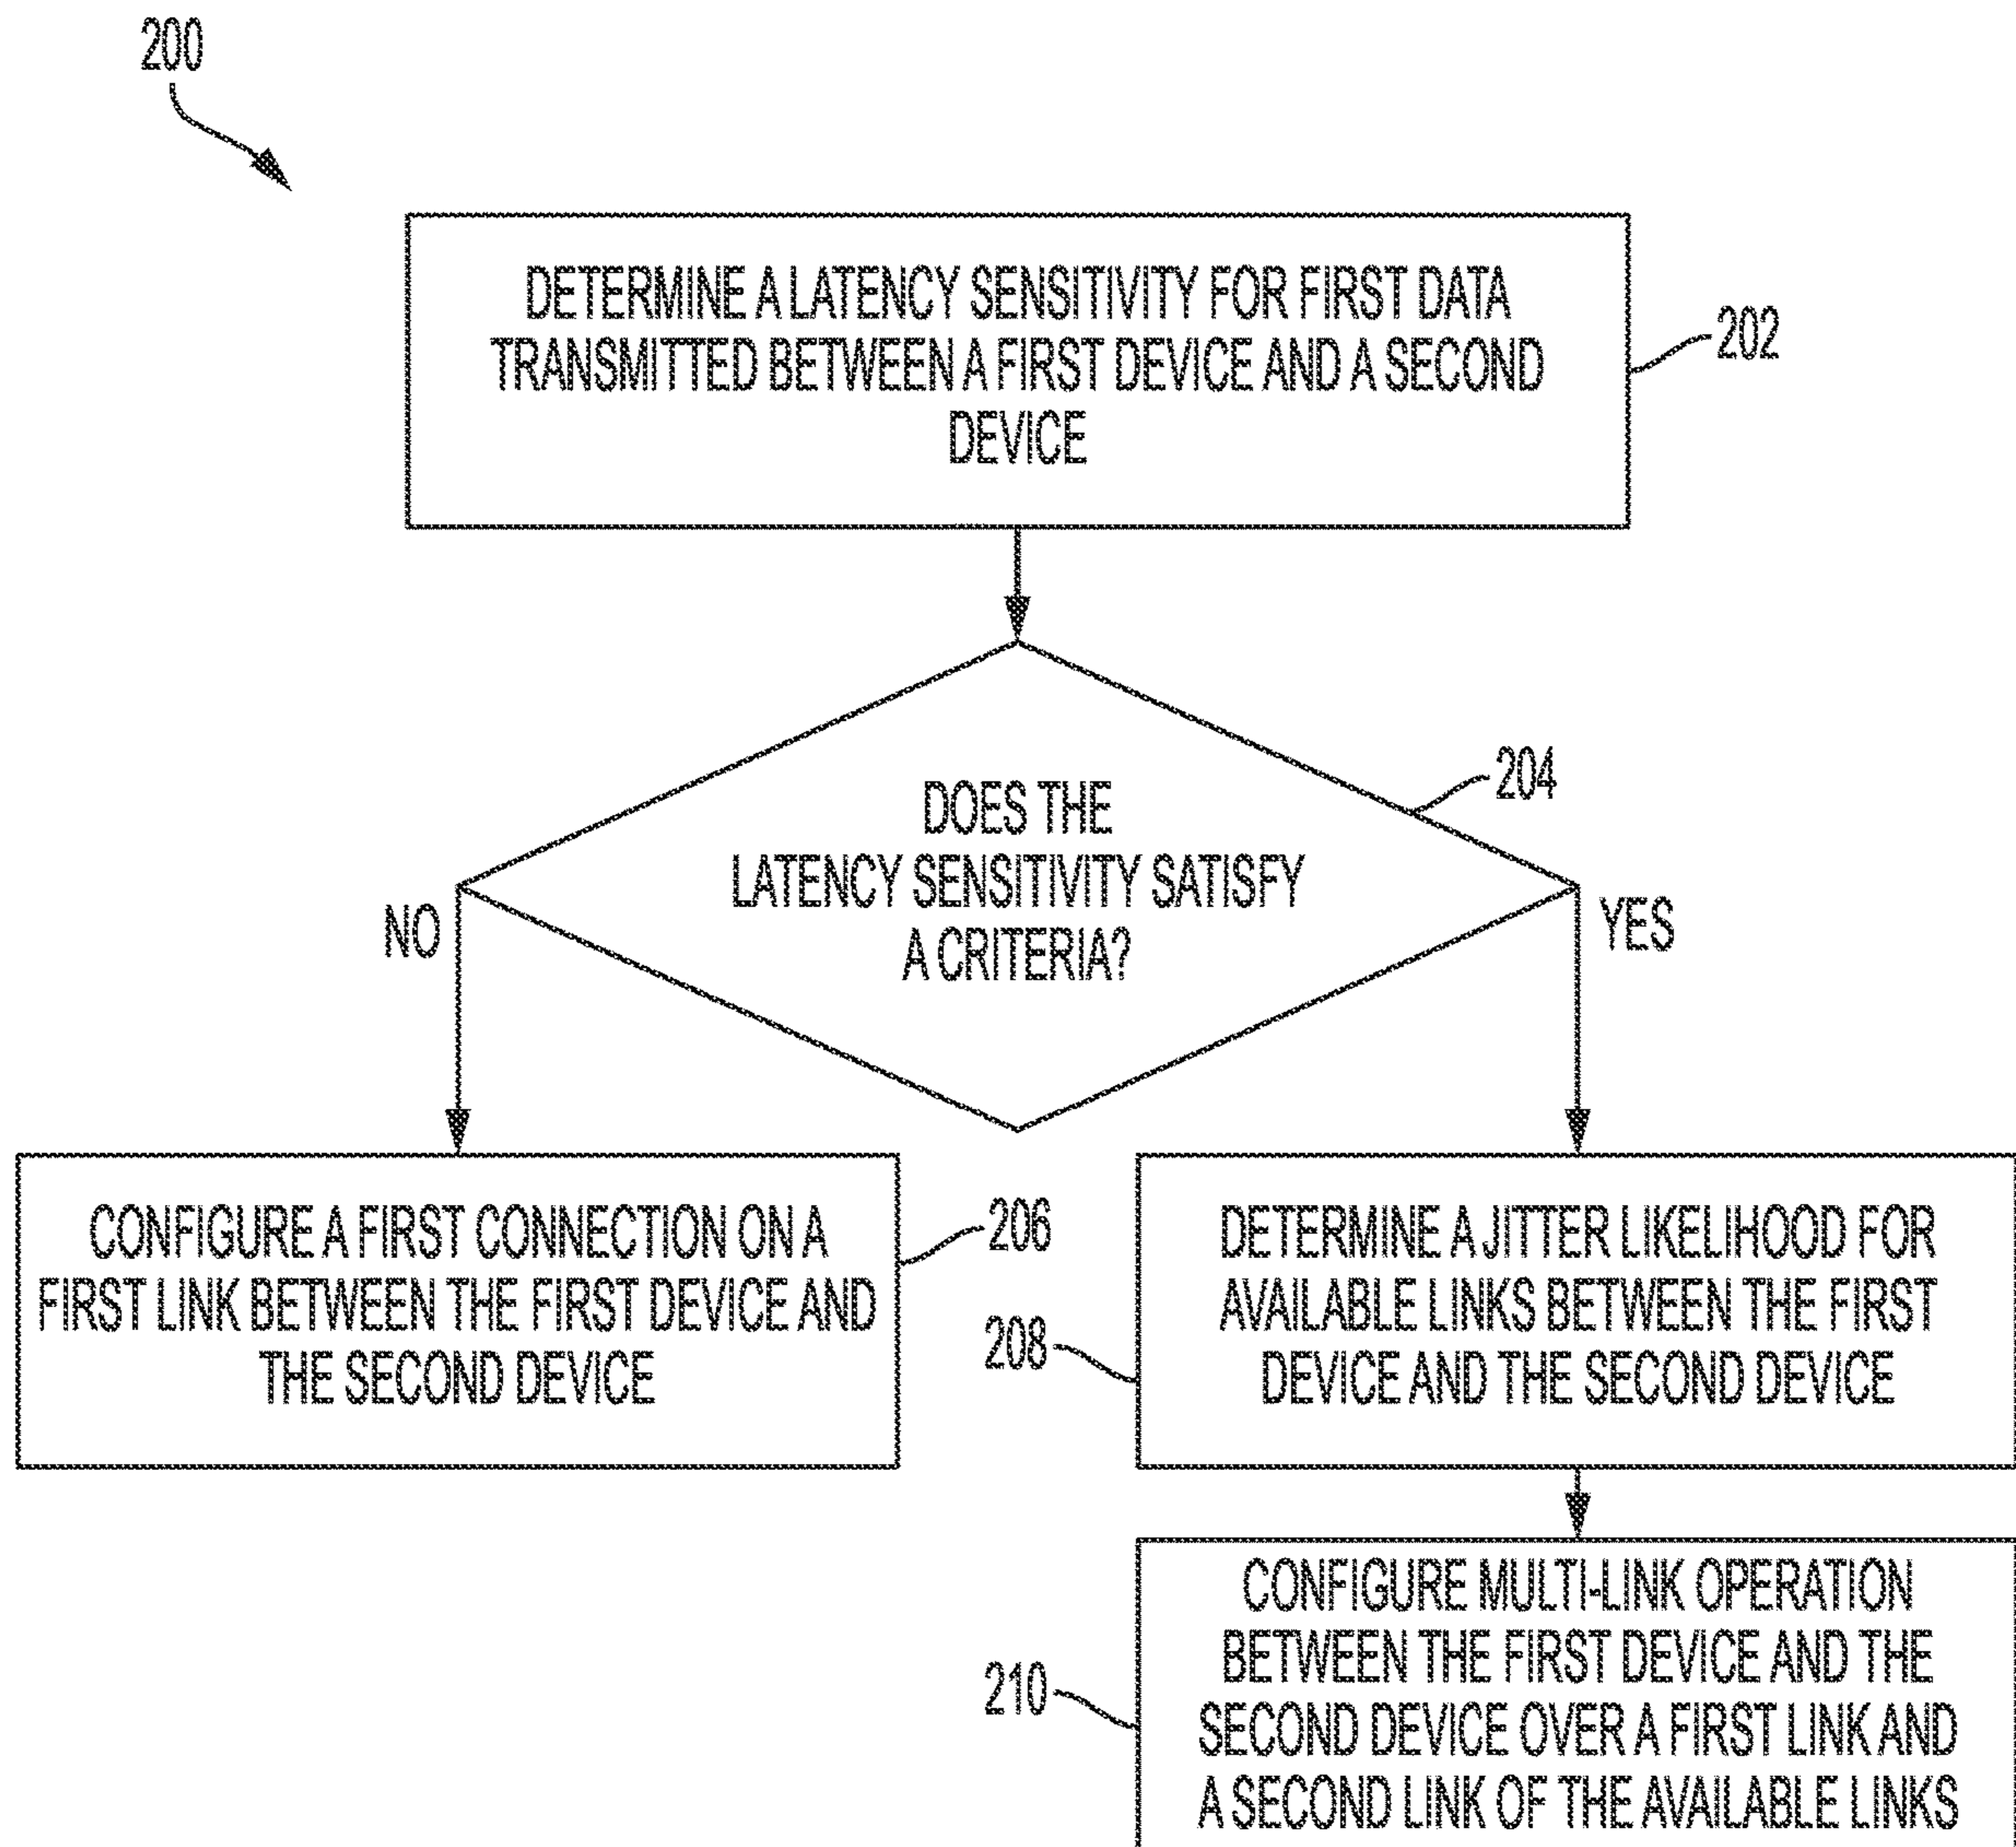 200
DETERMINE A LATENCY SENSITIVITY FOR FIRST DATA
TRANSMITTED BETWEEN A FIRST DEVICE AND A SECOND
DEVICE
202
DOES THE
LATENCY SENSITIVITY SATISFY
A CRITERIA?
204
NO
YES
CONFIGURE A FIRST CONNECTION ON A
FIRST LINK BETWEEN THE FIRST DEVICE AND
THE SECOND DEVICE
206
208
DETERMINE A JITTER LIKELIHOOD FOR
AVAILABLE LINKS BETWEEN THE FIRST
DEVICE AND THE SECOND DEVICE
210
CONFIGURE MULTI-LINK OPERATION
BETWEEN THE FIRST DEVICE AND THE
SECOND DEVICE OVER A FIRST LINK AND
A SECOND LINK OF THE AVAILABLE LINKS